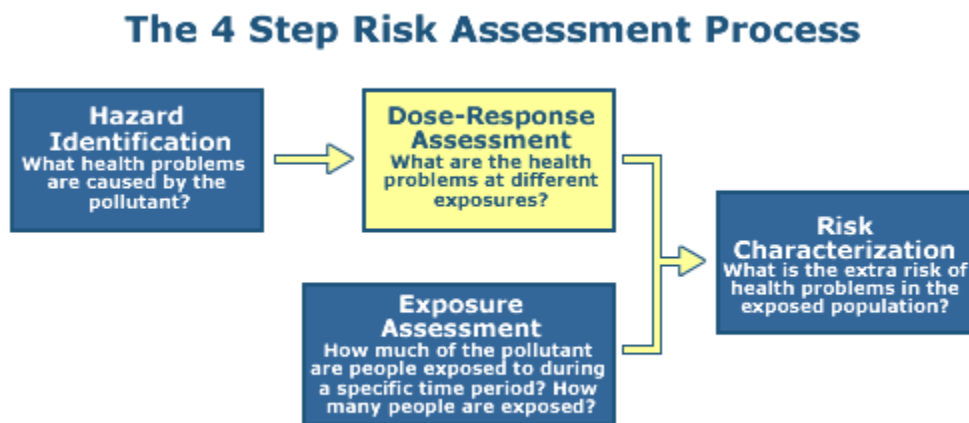 The 4 Step Risk Assessment Process
Hazard
Identification
What health problems
are caused by the
pollutant?
Dose-Response
Assessment
What are the health
problems at different
exposures?
Exposure
Assessment
How much of the pollutant
are people exposed to during
a specific time period? How
many people are exposed?
Risk
Characterization
What is the extra risk of
health problems in the
exposed population?